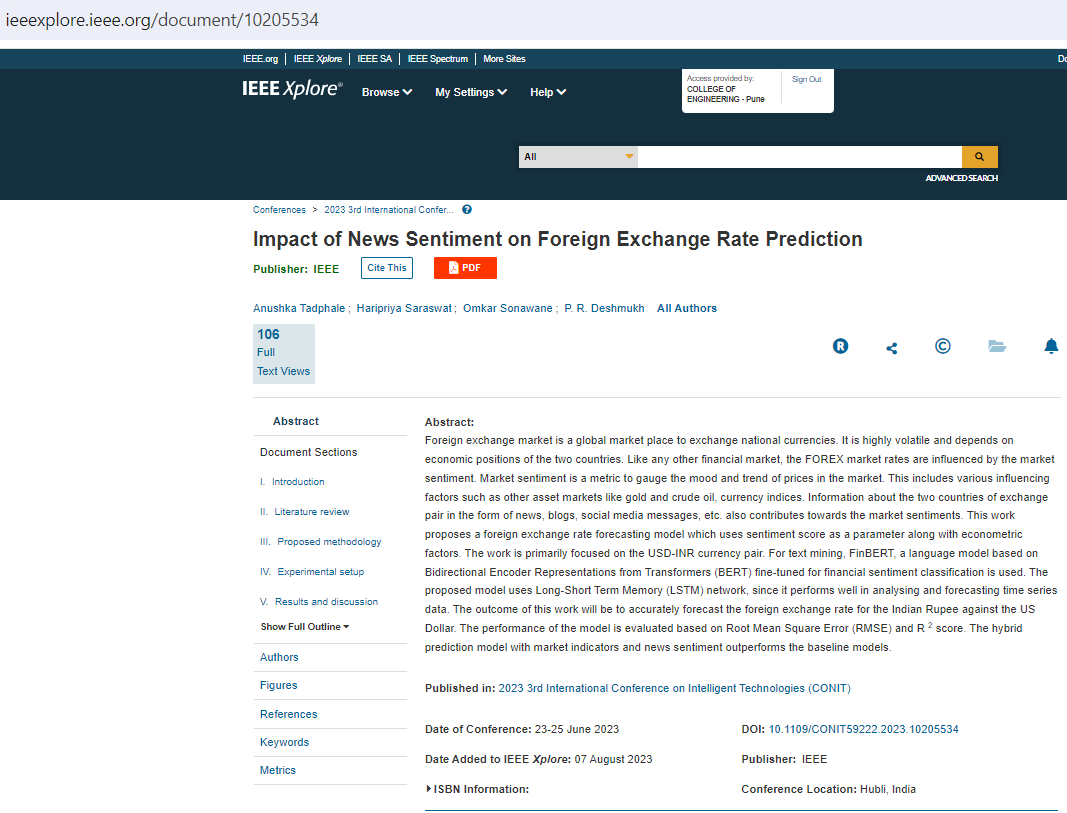 ieeexplore.ieee.org/document/10205534
IEEE.org IEEE Xplore IEEE SA IEEE Spectrum More Sites Do
IEEE Xplore® Browse My Settings Help
Access provided by:
COLLEGE OF
ENGINEERING - Pune
Sign Out
All
ADVANCED SEARCH
Conferences > 2023 3rd International Confer... ?
Impact of News Sentiment on Foreign Exchange Rate Prediction
Publisher: IEEE Cite This PDF
Anushka Tadphale ; Haripriya Saraswat ; Omkar Sonawane ; P. R. Deshmukh All Authors
106
Full
Text Views
R ©
Abstract
Document Sections
I. Introduction
II. Literature review
III. Proposed methodology
IV. Experimental setup
V. Results and discussion
Show Full Outline
Authors
Figures
References
Keywords
Metrics
Abstract:
Foreign exchange market is a global market place to exchange national currencies. It is highly volatile and depends on
economic positions of the two countries. Like any other financial market, the FOREX market rates are influenced by the market
sentiment. Market sentiment is a metric to gauge the mood and trend of prices in the market. This includes various influencing
factors such as other asset markets like gold and crude oil, currency indices. Information about the two countries of exchange
pair in the form of news, blogs, social media messages, etc. also contributes towards the market sentiments. This work
proposes a foreign exchange rate forecasting model which uses sentiment score as a parameter along with econometric
factors. The work is primarily focused on the USD-INR currency pair. For text mining, FinBERT, a language model based on
Bidirectional Encoder Representations from Transformers (BERT) fine-tuned for financial sentiment classification is used. The
proposed model uses Long-Short Term Memory (LSTM) network, since it performs well in analysing and forecasting time series
data. The outcome of this work will be to accurately forecast the foreign exchange rate for the Indian Rupee against the US
Dollar. The performance of the model is evaluated based on Root Mean Square Error (RMSE) and R 2 score. The hybrid
prediction model with market indicators and news sentiment outperforms the baseline models.
Published in: 2023 3rd International Conference on Intelligent Technologies (CONIT)
Date of Conference: 23-25 June 2023 DOI: 10.1109/CONIT59222.2023.10205534
Date Added to IEEE Xplore: 07 August 2023 Publisher: IEEE
ISBN Information: Conference Location: Hubli, India